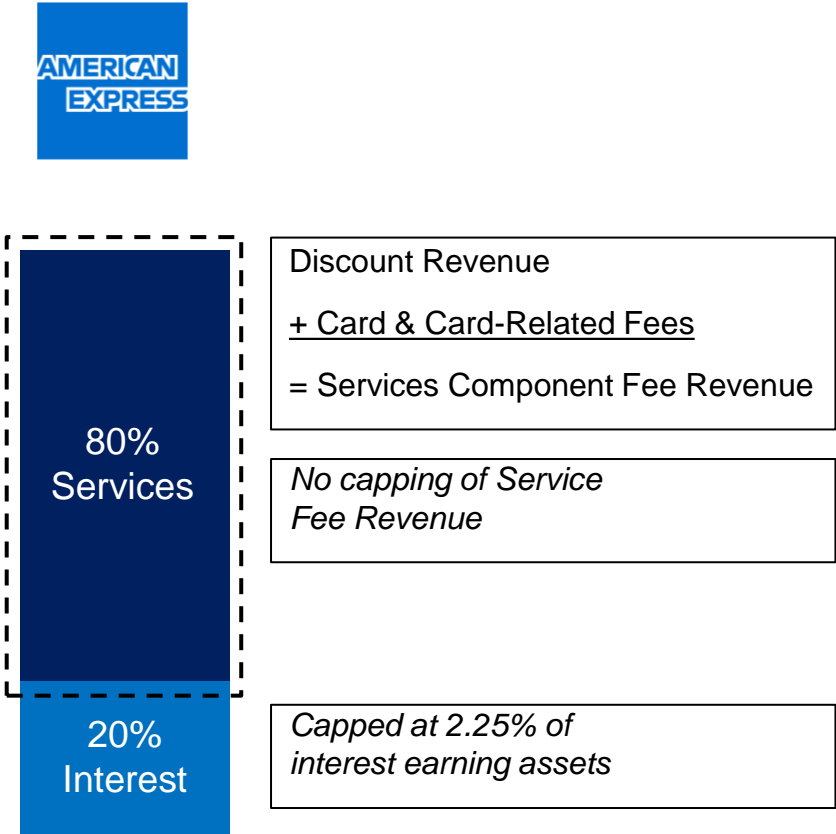 AMERICAN
EXPRESS
Discount Revenue
+ Card & Card-Related Fees
= Services Component Fee Revenue
80%
Services
No capping of Service
Fee Revenue
20%
Interest
Capped at 2.25% of
interest earning assets